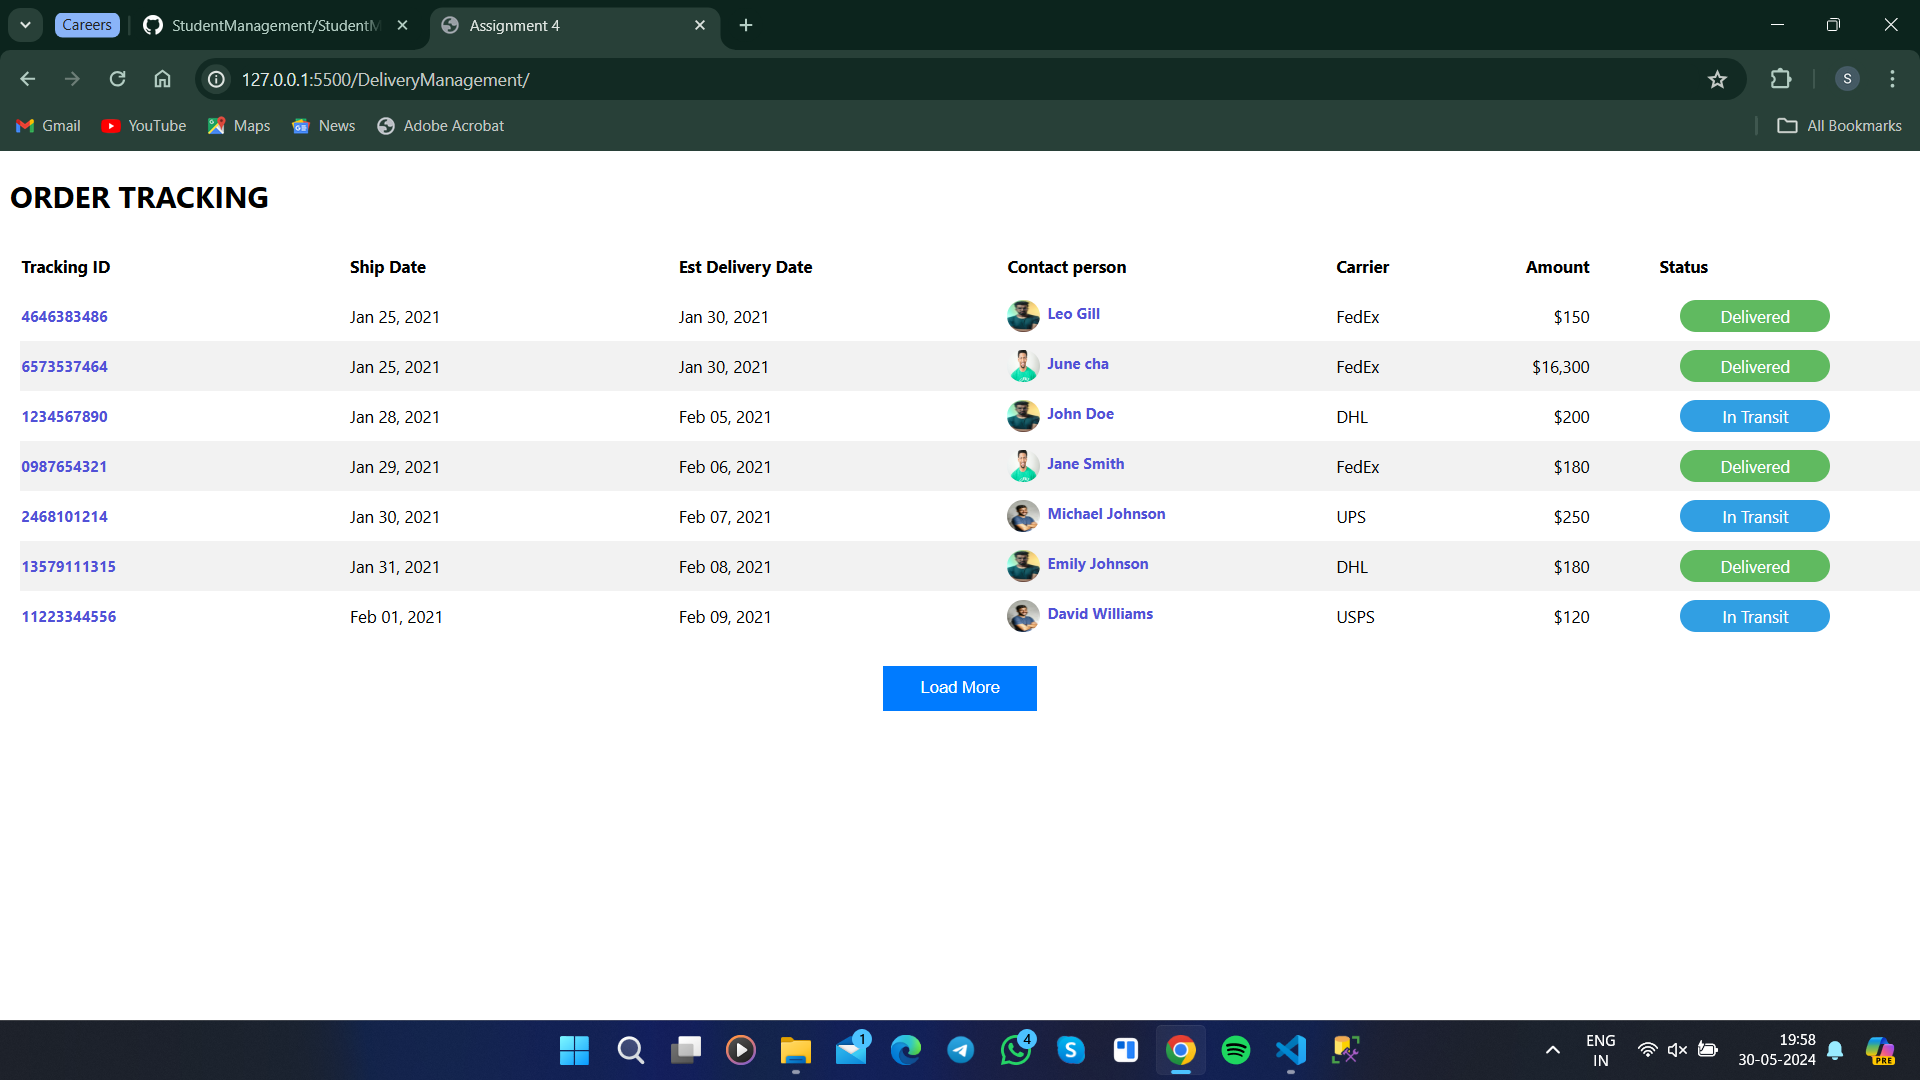 Careers
StudentManagement/StudentM
Assignment 4
127.0.0.1:5500/DeliveryManagement/
S
Gmail
YouTube
Maps
News
Adobe Acrobat
All Bookmarks
ORDER TRACKING
Tracking ID Ship Date Est Delivery Date Contact person Carrier Amount Status
4646383486 Jan 25, 2021 Jan 30, 2021 Leo Gill FedEx $150 Delivered
6573537464 Jan 25, 2021 Jan 30, 2021 June cha FedEx $16,300 Delivered
1234567890 Jan 28, 2021 Feb 05, 2021 John Doe DHL $200 In Transit
0987654321 Jan 29, 2021 Feb 06, 2021 Jane Smith FedEx $180 Delivered
2468101214 Jan 30, 2021 Feb 07, 2021 Michael Johnson UPS $250 In Transit
13579111315 Jan 31, 2021 Feb 08, 2021 Emily Johnson DHL $180 Delivered
11223344556 Feb 01, 2021 Feb 09, 2021 David Williams USPS $120 In Transit
Load More
1
4
S
ENG
IN
19:58
30-05-2024
PRE